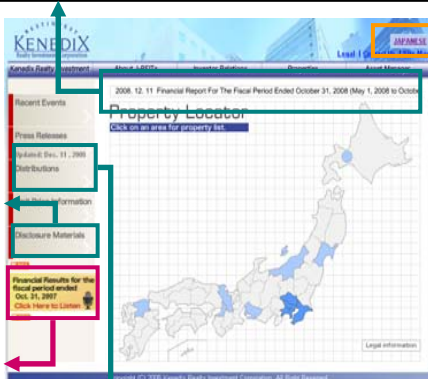 KENEDIX
Realty Investment Corporation
JAPANESE
Legal
Kenedix Realty Investment
About J-REITs
Investor Relations
Properties
Asset Manager
2008. 12. 11 Financial Report For The Fiscal Period Ended October 31, 2008 (May 1, 2008 to Octobe
Recent Events
Property Locator
Click on an area for property list.
Press Releases
Updated: Dec. 11, 2008
Distributions
Information
Disclosure Materials
Financial Results for the
fiscal period ended
Oct. 31, 2007
Click Here to Listen
Legal information
Copyright (C) 2005 Kenedix Realty Investment Corporation. All Right Reserved